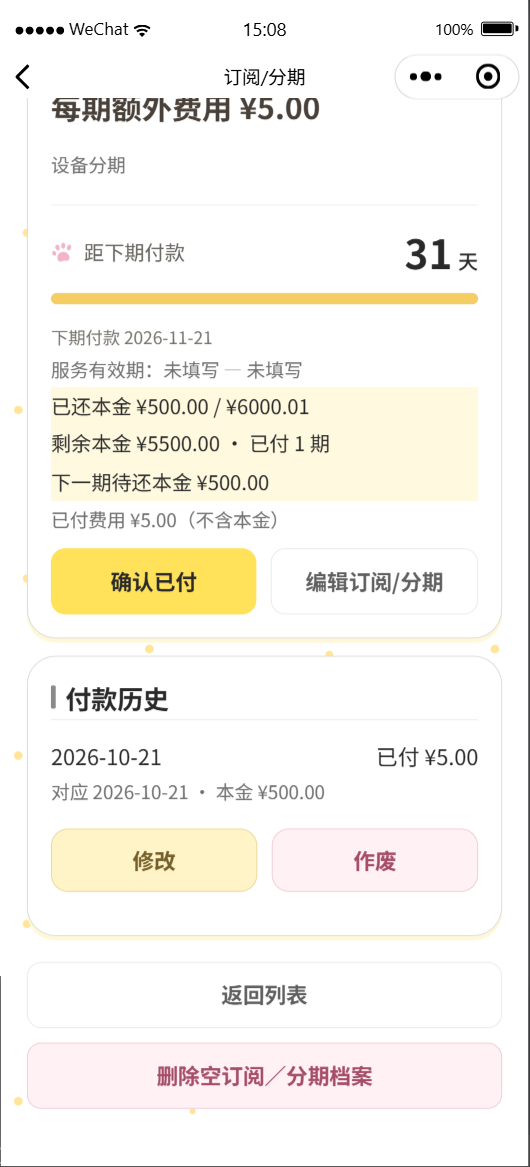 WeChat
15:08
100%
订阅/分期
每期额外费用 ¥5.00
设备分期
距下期付款
31 天
下期付款 2026-11-21
服务有效期：未填写 — 未填写
已还本金 ¥500.00 / ¥6000.01
剩余本金 ¥5500.00 · 已付 1 期
下一期待还本金 ¥500.00
已付费用 ¥5.00（不含本金）
确认已付
编辑订阅/分期
付款历史
2026-10-21
已付 ¥5.00
对应 2026-10-21 · 本金 ¥500.00
修改
作废
返回列表
删除空订阅／分期档案